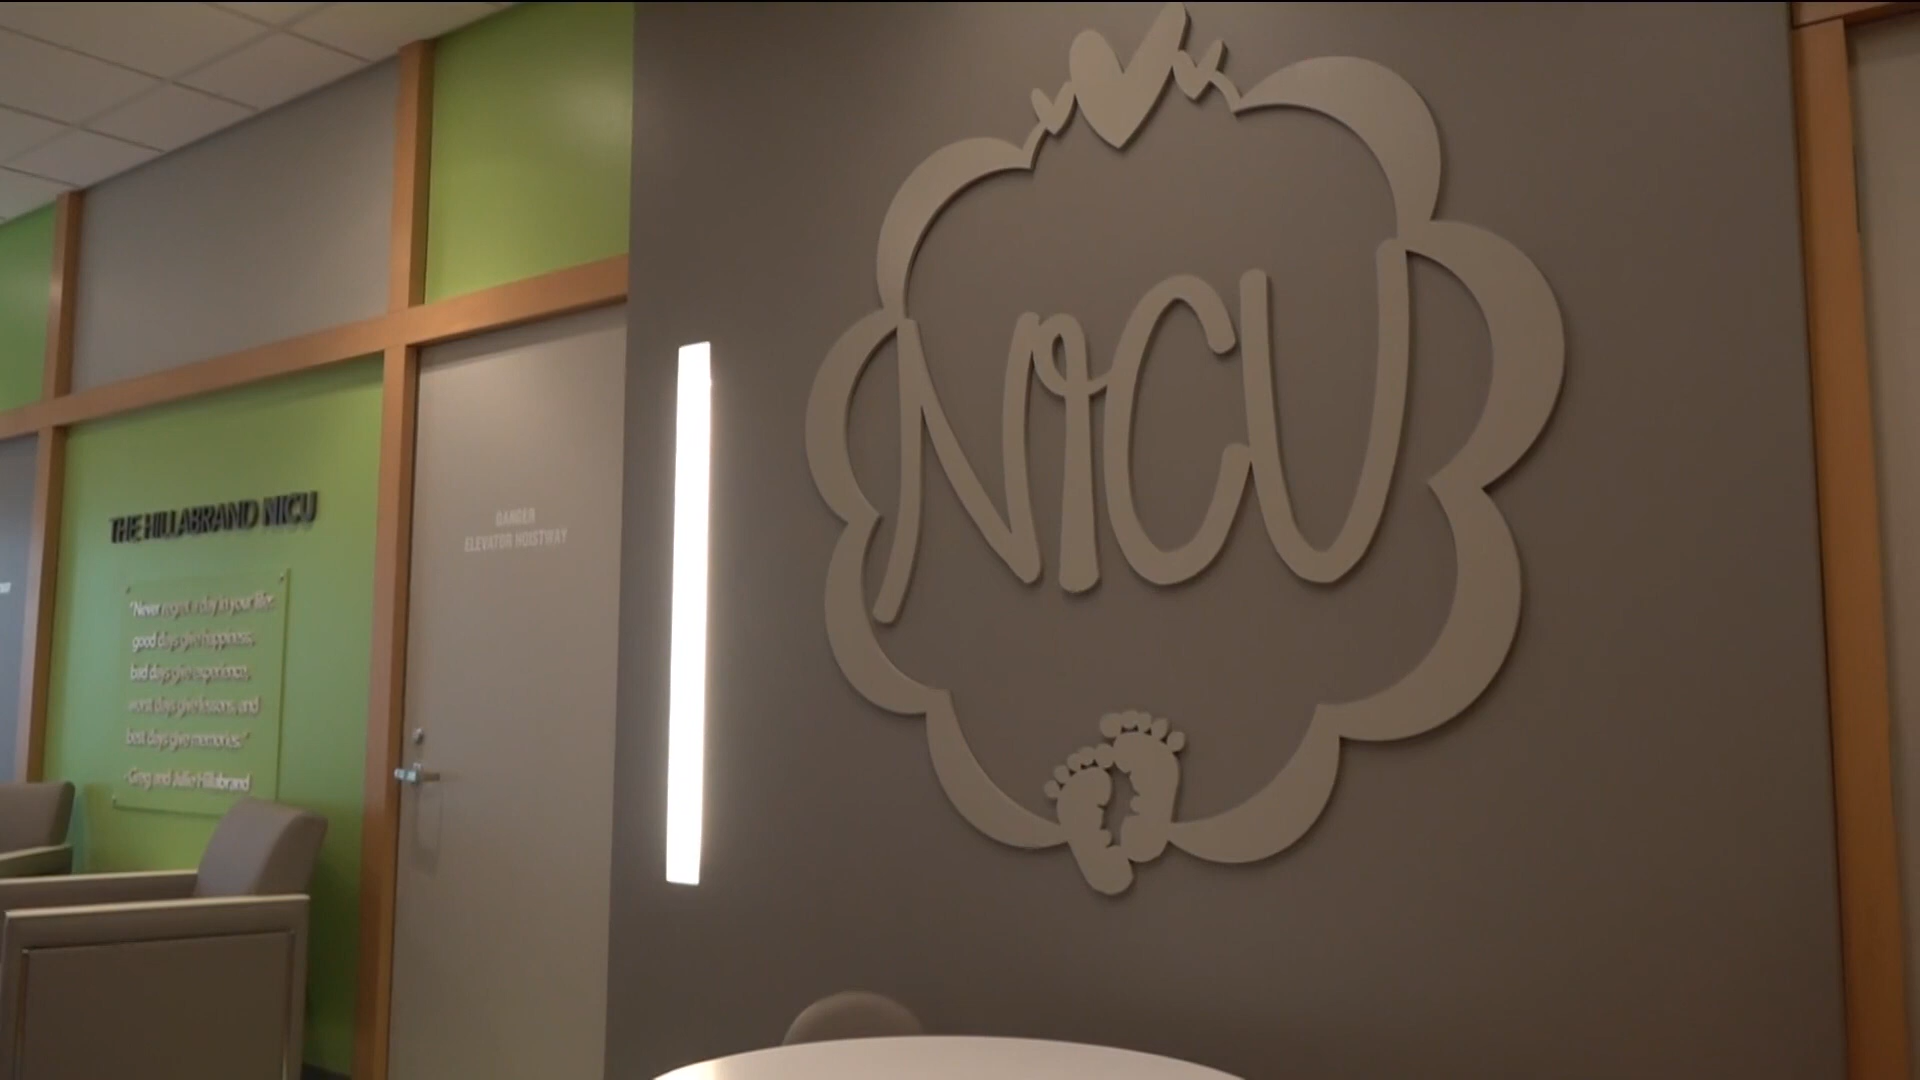 NICU
THE HILLABRAND NICU
"Never regret a day in your life:
good days give happiness,
bad days give experience,
worst days give lessons, and
best days give memories."
-Greg and Julie Hillabrand
DANGER
ELEVATOR HOISTWAY